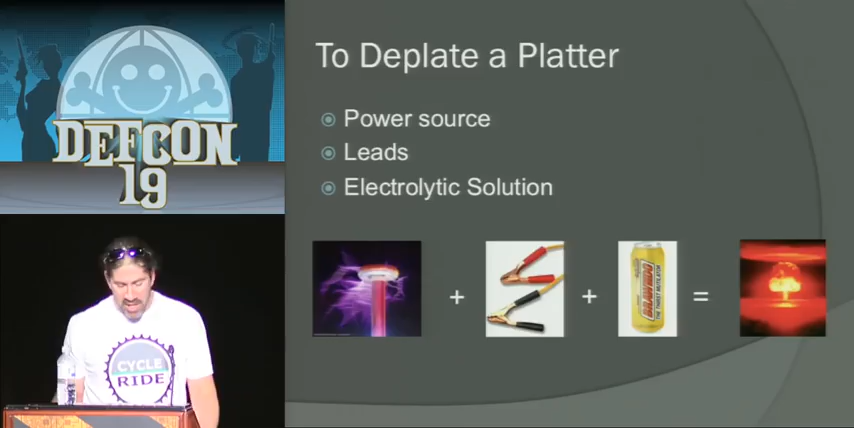 DEFCON
19
To Deplate a Platter
Power source
Leads
Electrolytic Solution
+ + =
CYCLE
RIDE